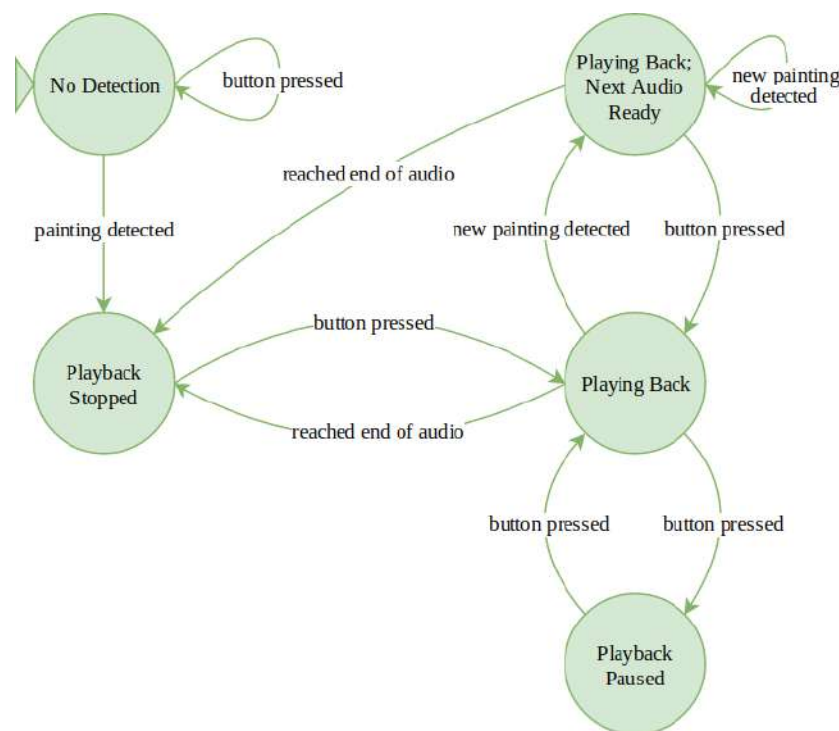 No Detection
button pressed
Playing Back;
Next Audio
Ready
new painting
detected
reached end of audio
painting detected
new painting detected
button pressed
button pressed
Playback
Stopped
Playing Back
reached end of audio
button pressed
button pressed
Playback
Paused